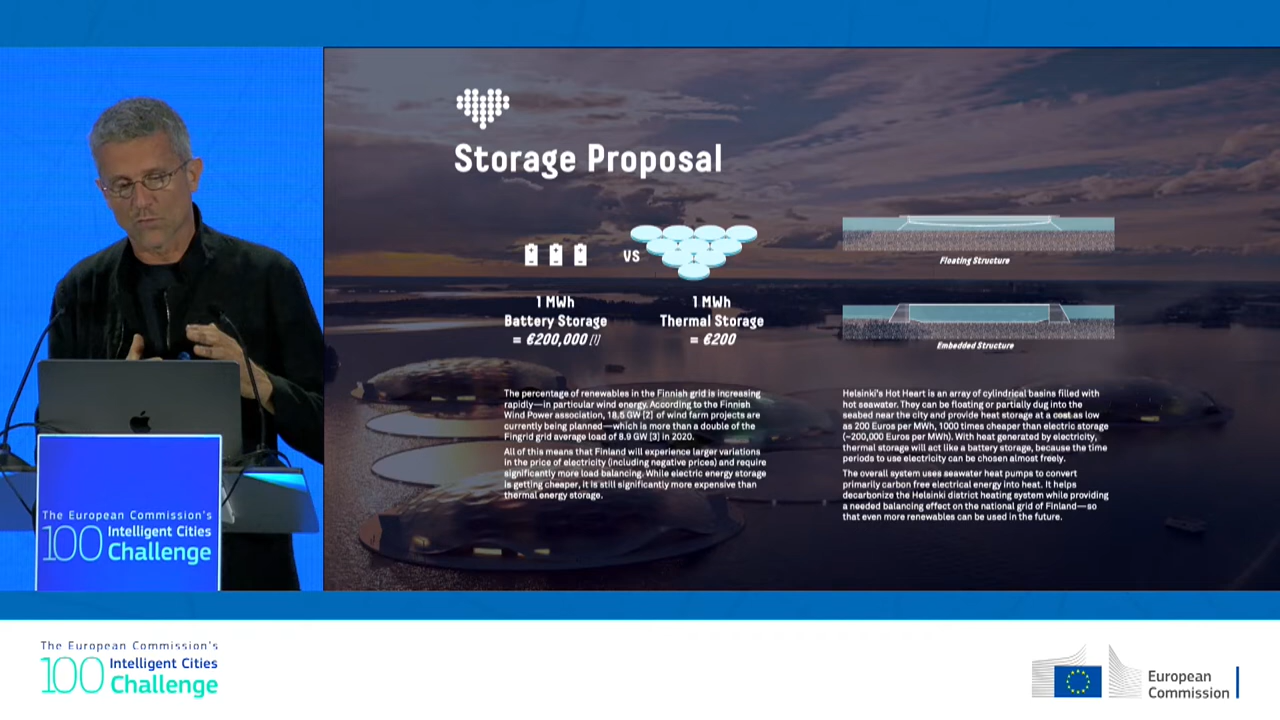 Storage Proposal
VS
1 MWh
Battery Storage
= €200,000 [1]
1 MWh
Thermal Storage
= €200
Floating Structure
Embedded Structure
The percentage of renewables in the Finnish grid is increasing
rapidly—in particular wind energy. According to the Finnish
Wind Power association, 18,5 GW [2] of wind farm projects are
currently being planned—which is more than a double of the
Fingrid grid average load of 8.9 GW [3] in 2020.
All of this means that Finland will experience larger variations
in the price of electricity (including negative prices) and require
significantly more load balancing. While electric energy storage
is getting cheaper, it is still significantly more expensive than
thermal energy storage.
Helsinki's Hot Heart is an array of cylindrical basins filled with
hot seawater. They can be floating or partially dug into the
seabed near the city and provide heat storage at a cost as low
as 200 Euros per MWh, 1000 times cheaper than electric storage
(~200,000 Euros per MWh). With heat generated by electricity,
thermal storage will act like a battery storage, because the time
periods to use electricity can be chosen almost freely.
The overall system uses seawater heat pumps to convert
primarily carbon free electrical energy into heat. It helps
decarbonize the Helsinki district heating system while providing
a needed balancing effect on the national grid of Finland—so
that even more renewables can be used in the future.
The European Commission's
100 Intelligent Cities
Challenge
The European Commission's
100 Intelligent Cities
Challenge
European
Commission